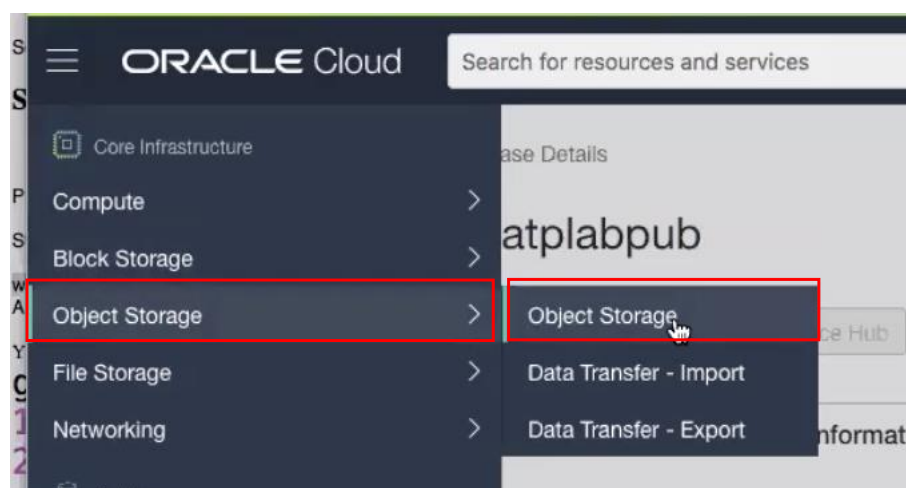 ORACLE Cloud
Search for resources and services
Core Infrastructure
ase Details
Compute
atplabpub
Block Storage
Object Storage
Object Storage
ce Hub
File Storage
Data Transfer - Import
Networking
Data Transfer - Export
nformat